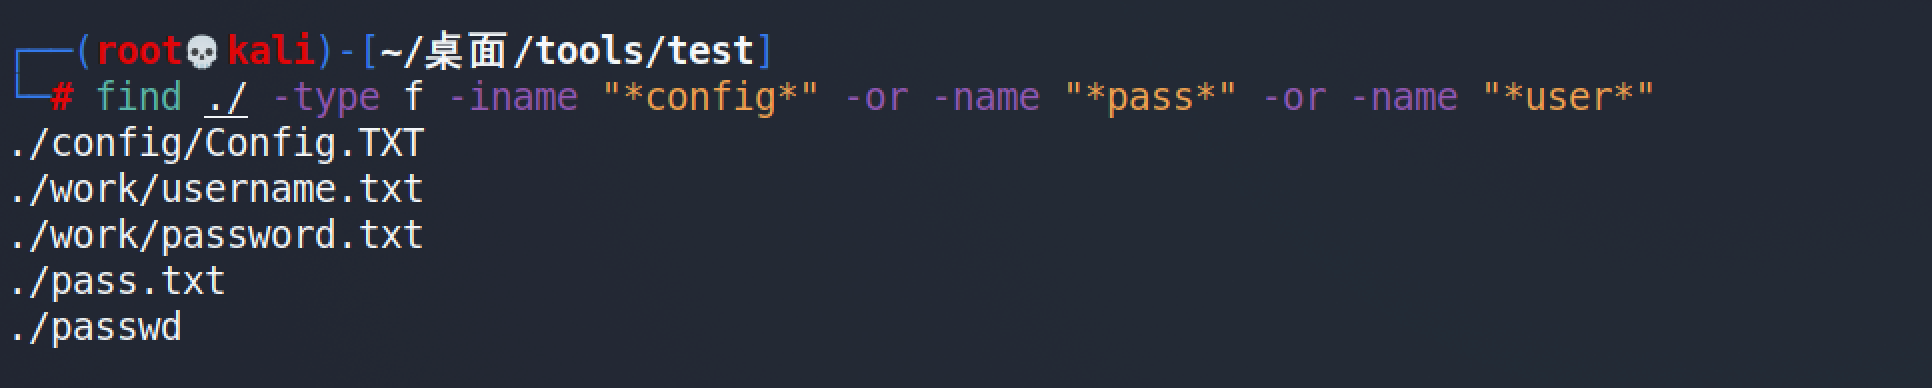 ┌──(root💀kali)-[~/桌面/tools/test]
└─# find ./ -type f -iname "*config*" -or -name "*pass*" -or -name "*user*"
./config/Config.TXT
./work/username.txt
./work/password.txt
./pass.txt
./passwd